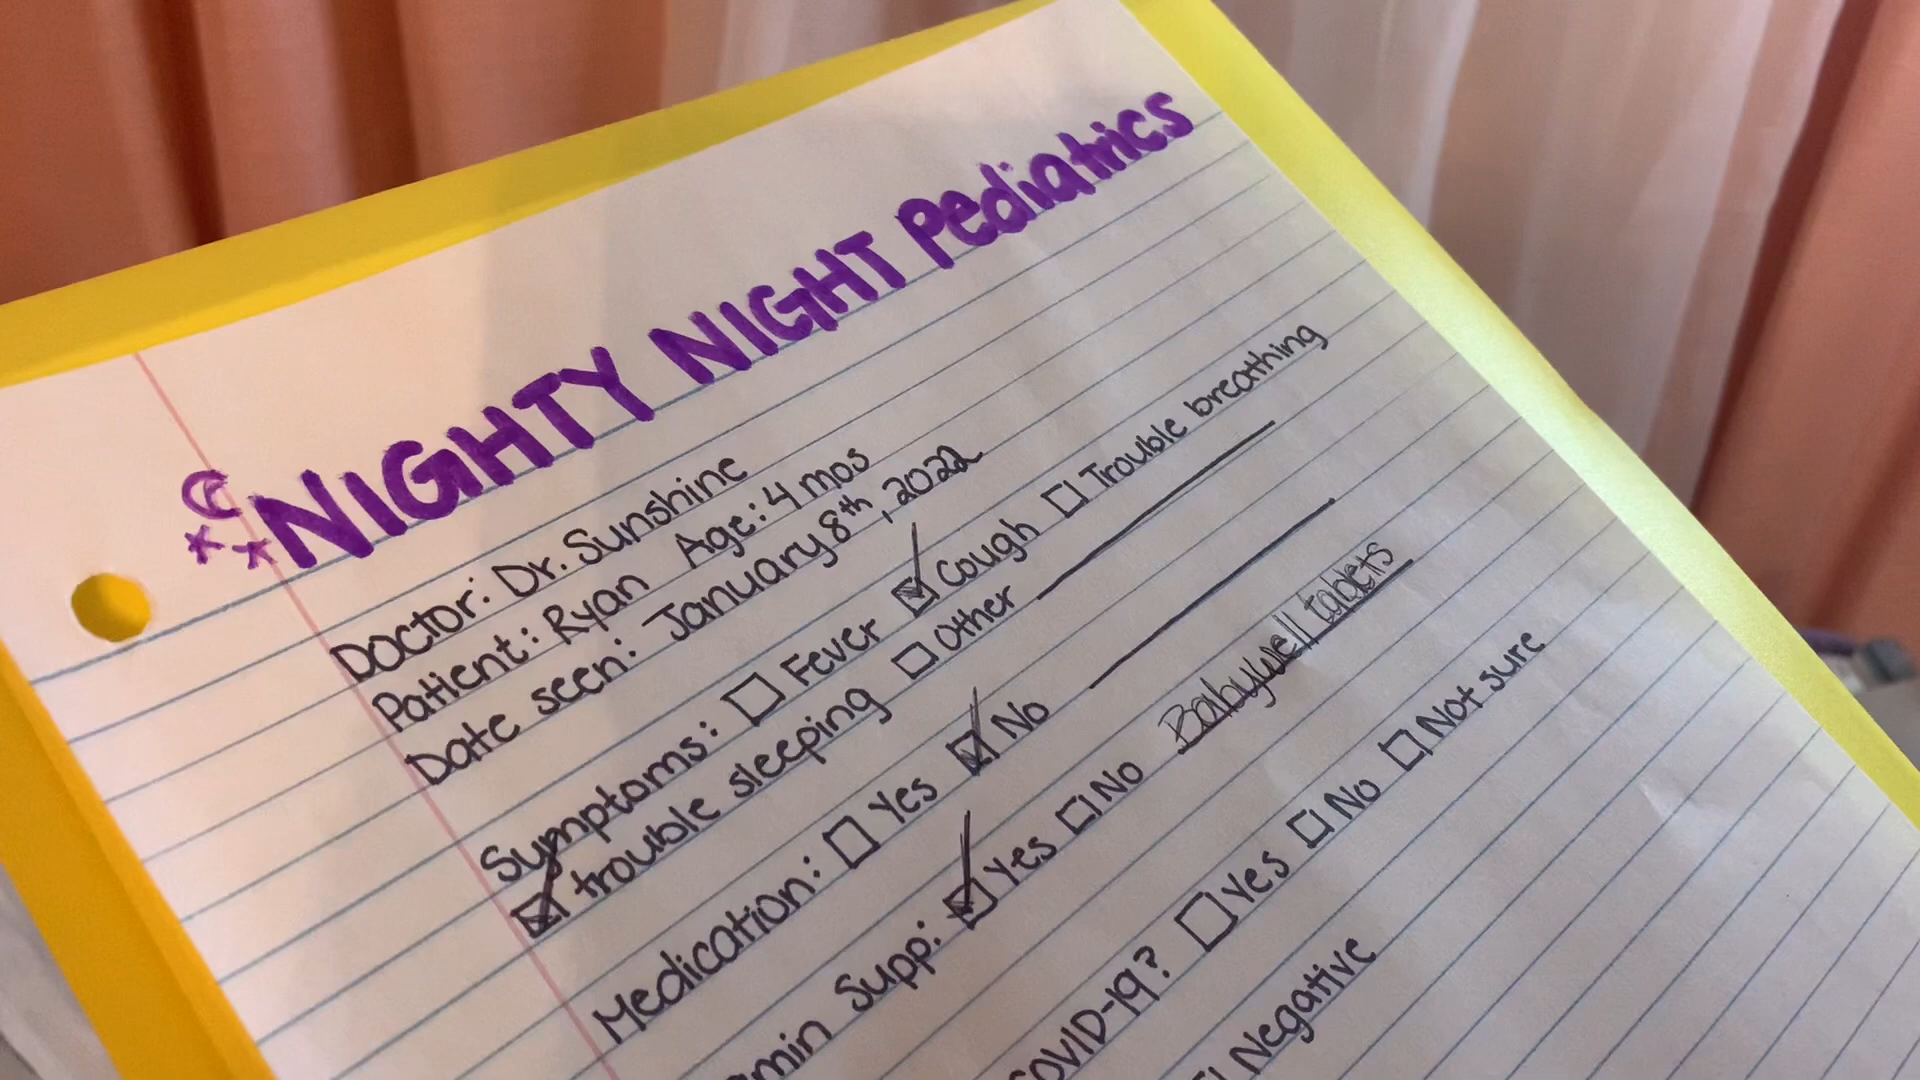 NIGHTY NIGHT Pediatrics
Doctor: Dr. Sunshine
Patient: Ryan Age: 4 mos
Date seen: January 8th, 2022
Symptoms: Fever Cough Trouble breathing
trouble sleeping Other
Medication: Yes No
Supp: Yes No Babywell tablets
COVID-19? Yes No Not sure
Negative